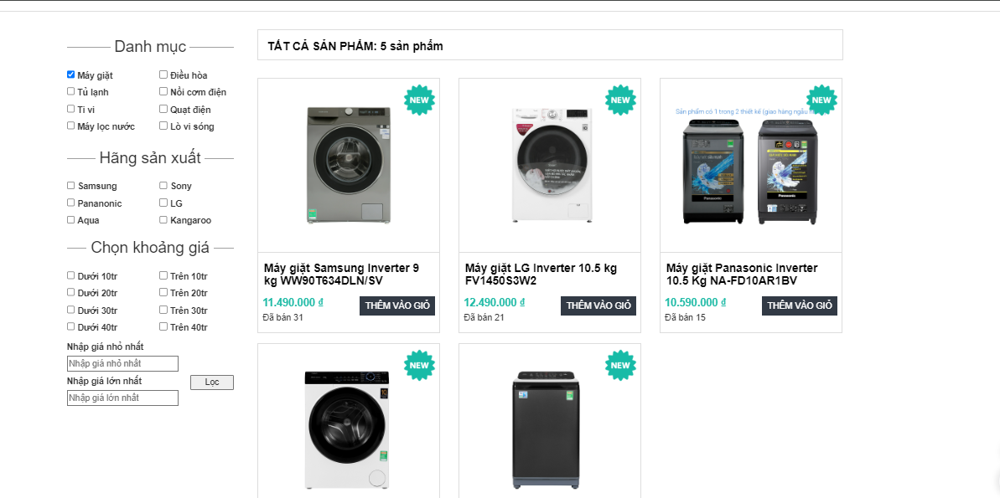 Danh mục
Máy giặt
Điều hòa
Tủ lạnh
Nồi cơm điện
Ti vi
Quạt điện
Máy lọc nước
Lò vi sóng
Hãng sản xuất
Samsung
Sony
Pananonic
LG
Aqua
Kangaroo
Chọn khoảng giá
Dưới 10tr
Trên 10tr
Dưới 20tr
Trên 20tr
Dưới 30tr
Trên 30tr
Dưới 40tr
Trên 40tr
Nhập giá nhỏ nhất
Nhập giá nhỏ nhất
Nhập giá lớn nhất
Lọc
Nhập giá lớn nhất
TẤT CẢ SẢN PHẨM: 5 sản phẩm
NEW
Máy giặt Samsung Inverter 9
kg WW90T634DLN/SV
11.490.000 ₫
THÊM VÀO GIỎ
Đã bán 31
NEW
LG
Máy giặt LG Inverter 10.5 kg
FV1450S3W2
12.490.000 ₫
THÊM VÀO GIỎ
Đã bán 21
NEW
Sản phẩm có 1 trong 2 thiết kế (giao hàng ngẫu
Panasonic
Panasonic
Máy giặt Panasonic Inverter
10.5 Kg NA-FD10AR1BV
10.590.000 ₫
THÊM VÀO GIỎ
Đã bán 15
NEW
NEW